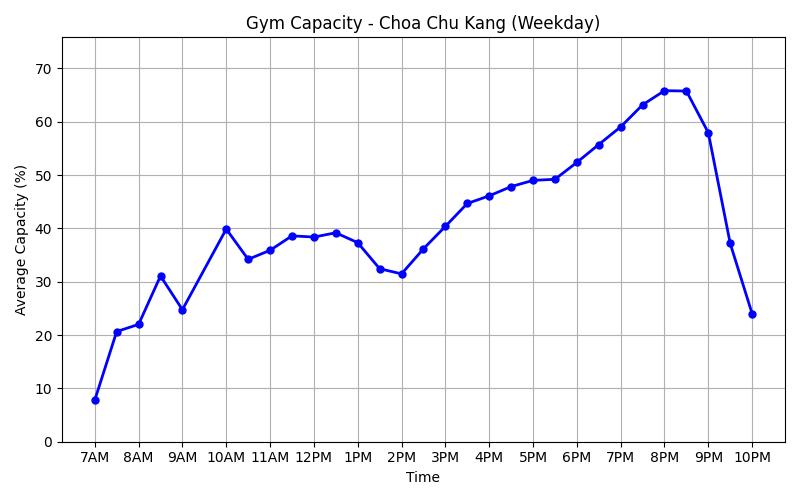 Gym Capacity - Choa Chu Kang (Weekday)
70
60
50
40
30
20
10
0
Average Capacity (%)
7AM 8AM 9AM 10AM 11AM 12PM 1PM 2PM 3PM 4PM 5PM 6PM 7PM 8PM 9PM 10PM
Time